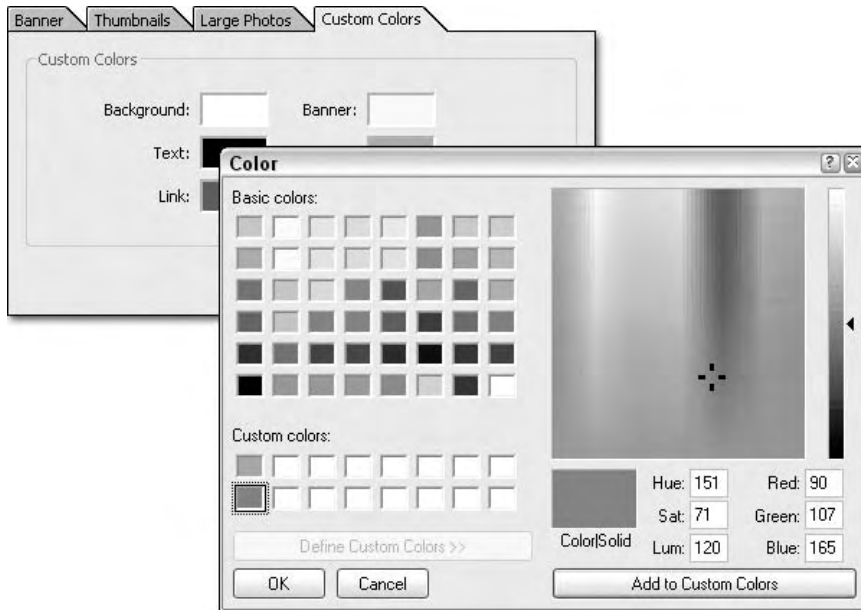 Banner Thumbnails Large Photos Custom Colors
Custom Colors
Background: Banner:
Text:
Link:
Color
Basic colors:
Custom colors:
Define Custom Colors >>
OK Cancel
Color|Solid
Hue: 151 Red: 90
Sat: 71 Green: 107
Lum: 120 Blue: 165
Add to Custom Colors